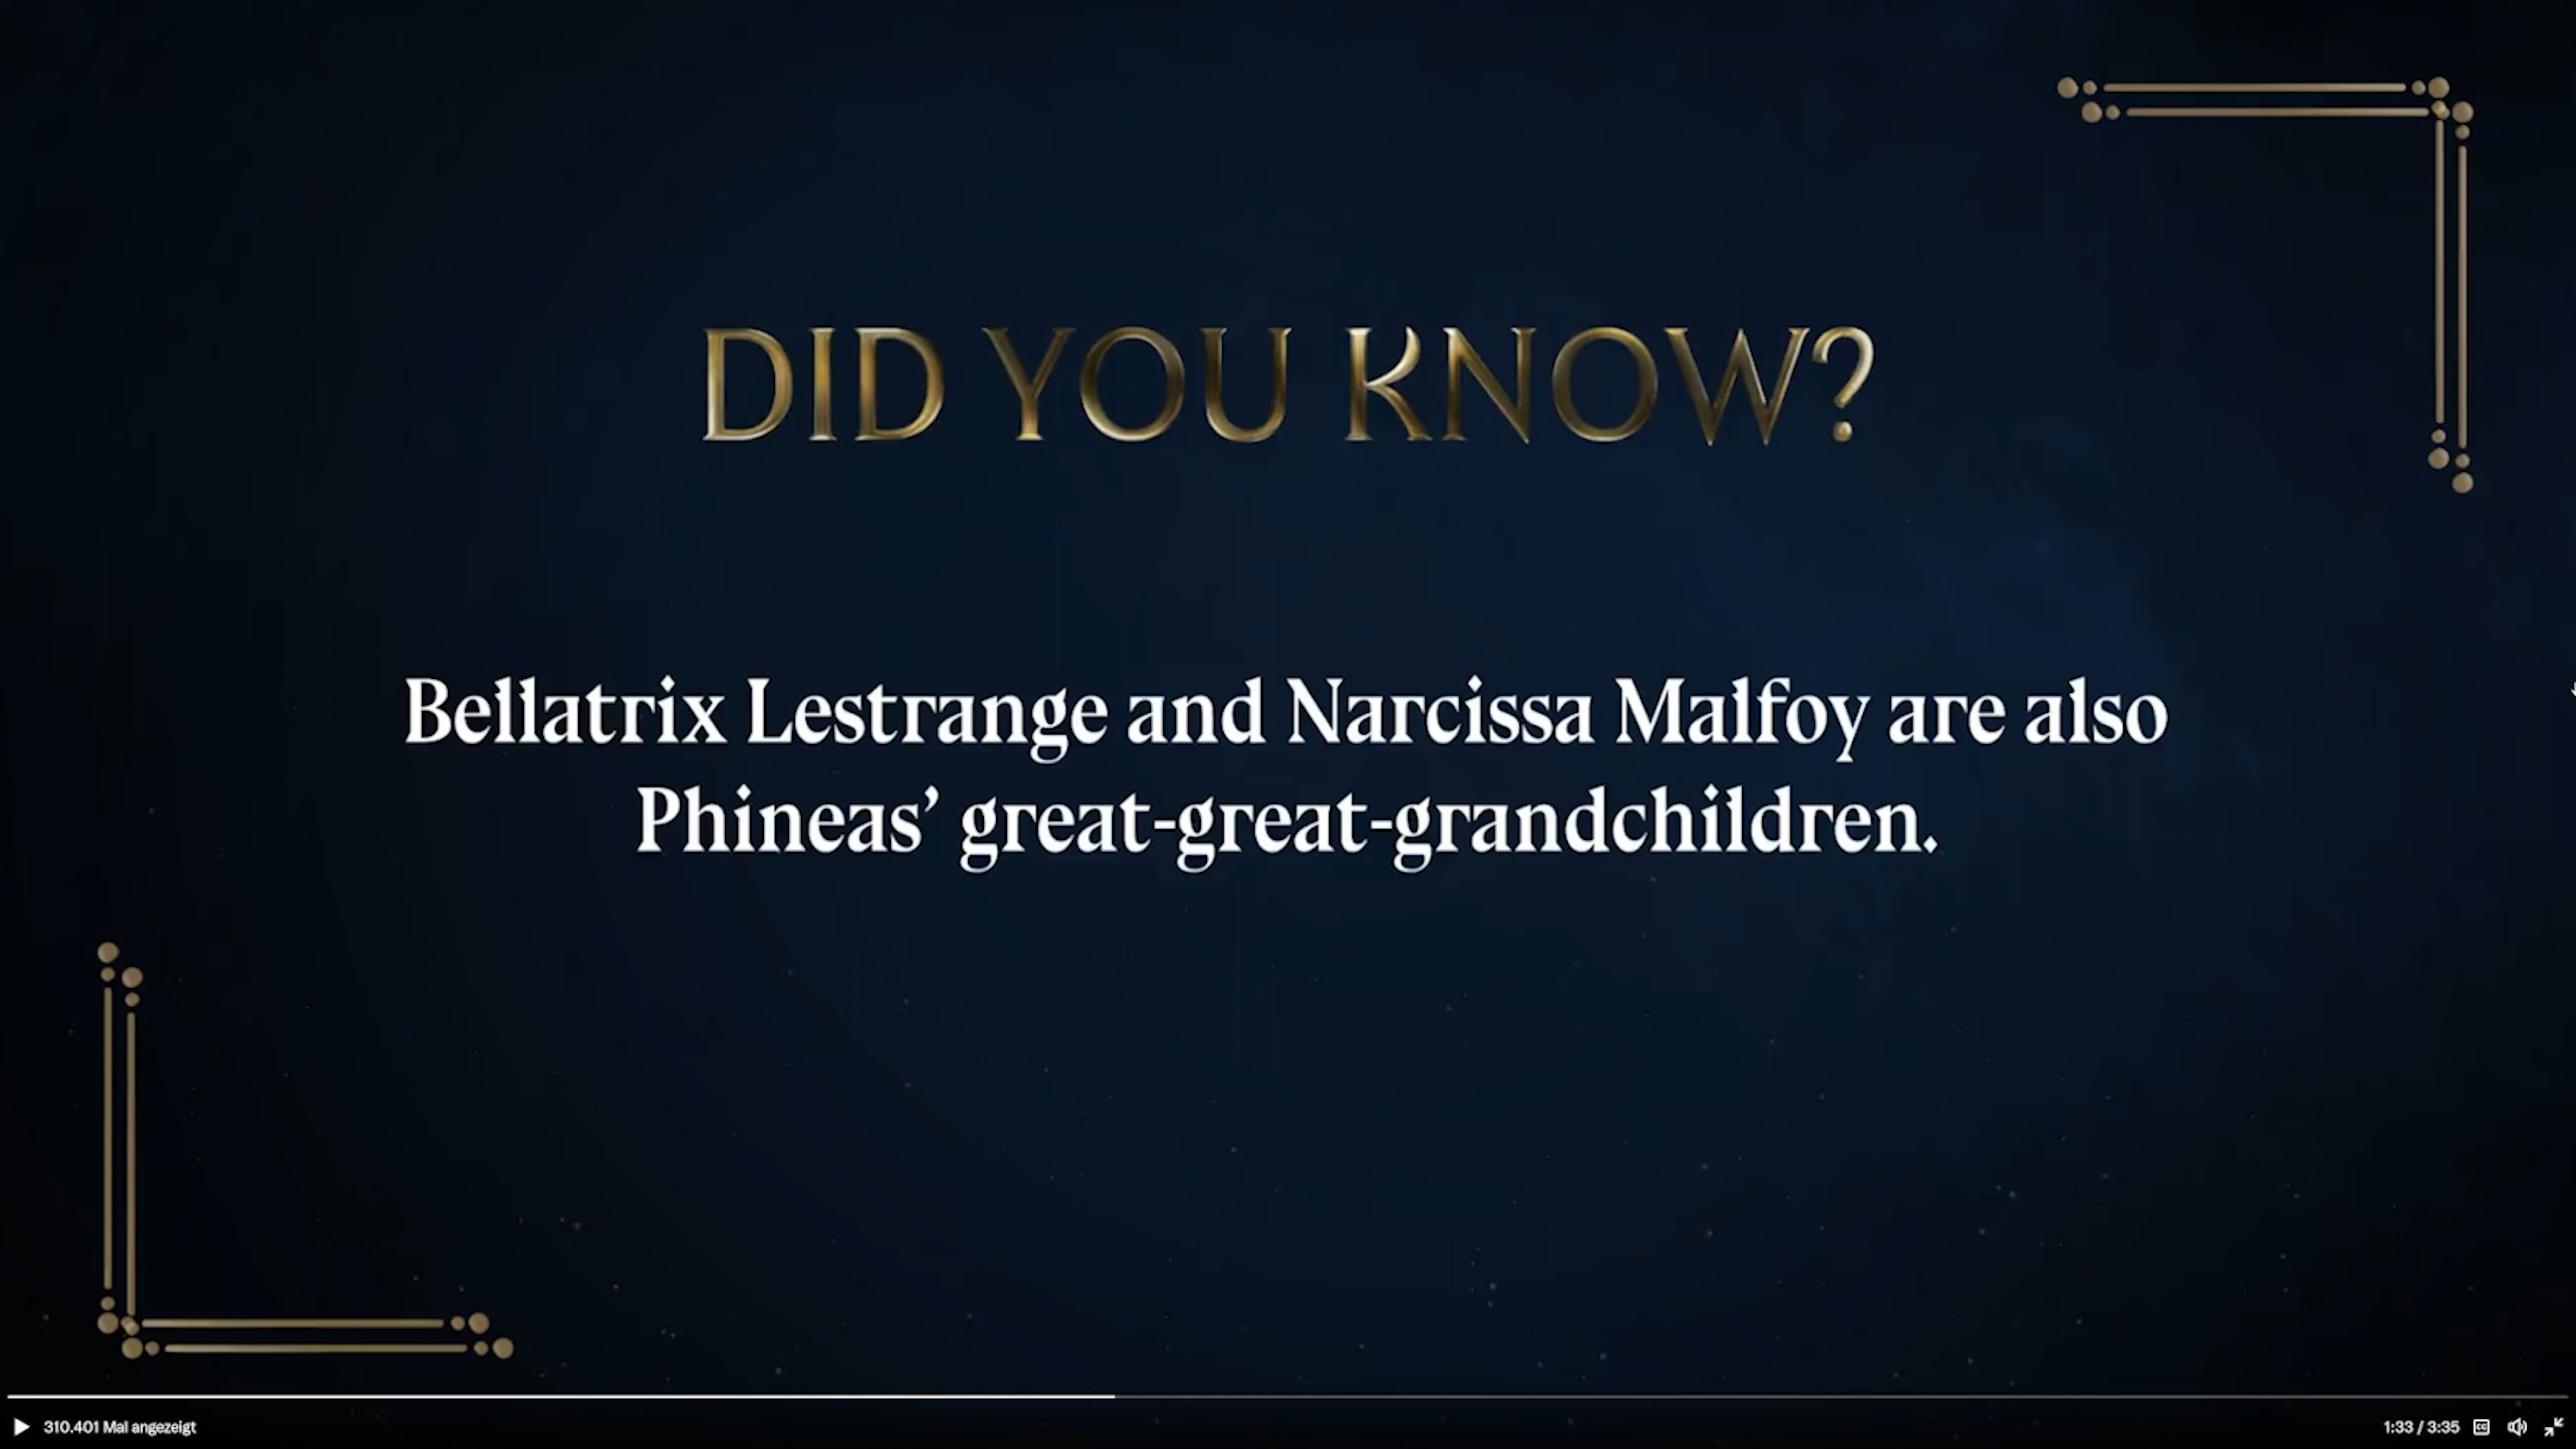 DID YOU KNOW?
Bellatrix Lestrange and Narcissa Malfoy are also
Phineas’ great-great-grandchildren.
310.401 Mal angezeigt
1:33 / 3:35
CC